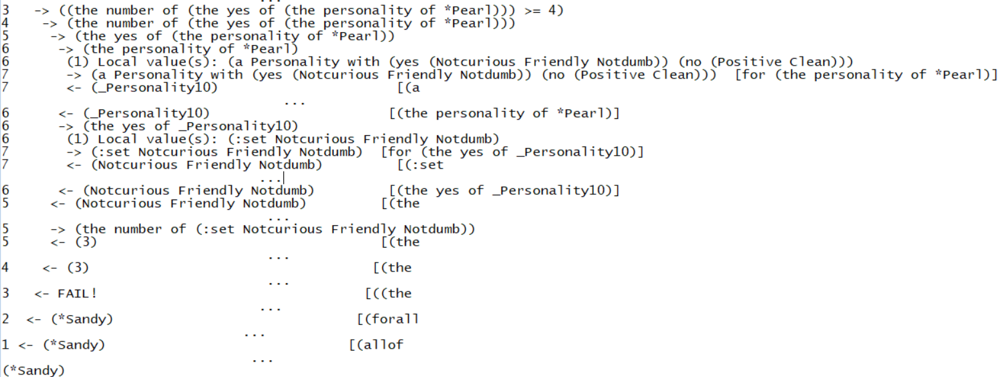 ...
3 -> ((the number of (the yes of (the personality of *Pearl))) >= 4)
4 -> (the number of (the yes of (the personality of *Pearl)))
5 -> (the yes of (the personality of *Pearl))
6 -> (the personality of *Pearl)
6 (1) Local value(s): (a Personality with (yes (Notcurious Friendly Notdumb)) (no (Positive Clean)))
7 -> (a Personality with (yes (Notcurious Friendly Notdumb)) (no (Positive Clean))) [for (the personality of *Pearl)]
7 <- (_Personality10) [(a
...
6 <- (_Personality10) [(the personality of *Pearl)]
6 -> (the yes of _Personality10)
6 (1) Local value(s): (:set Notcurious Friendly Notdumb)
7 -> (:set Notcurious Friendly Notdumb) [for (the yes of _Personality10)]
7 <- (Notcurious Friendly Notdumb) [(:set
...
6 <- (Notcurious Friendly Notdumb) [(the yes of _Personality10)]
5 <- (Notcurious Friendly Notdumb) [(the
...
5 -> (the number of (:set Notcurious Friendly Notdumb))
5 <- (3) [(the
...
4 <- (3) [(the
...
3 <- FAIL! [((the
...
2 <- (*Sandy) [(forall
...
1 <- (*Sandy) [(allof
...
(*Sandy)